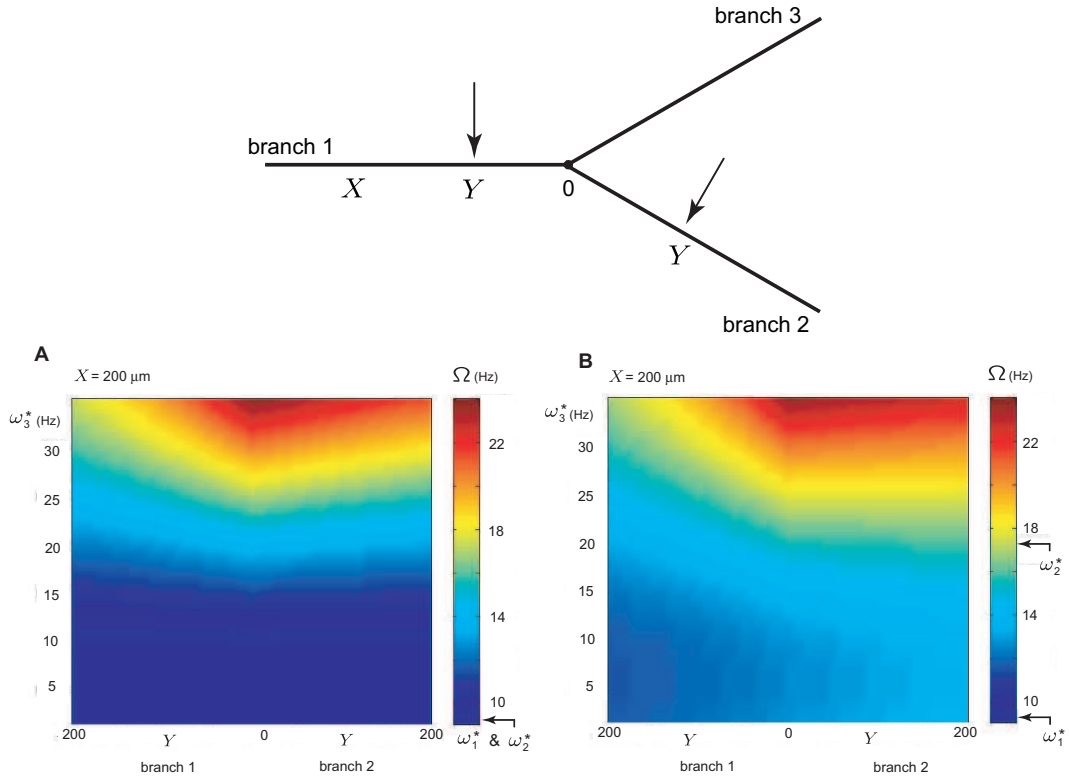 branch 3
branch 1
X Y 0
Y
branch 2
A
X = 200 μm
Ω (Hz)
ω₃* (Hz)
30
25
20
15
10
5
22
18
14
10
200 Y 0 Y 200
ω₁* & ω₂*
branch 1 branch 2
B
X = 200 μm
Ω (Hz)
ω₃* (Hz)
30
25
20
15
10
5
22
18
ω₂*
14
10
ω₁*
200 Y 0 Y 200
branch 1 branch 2